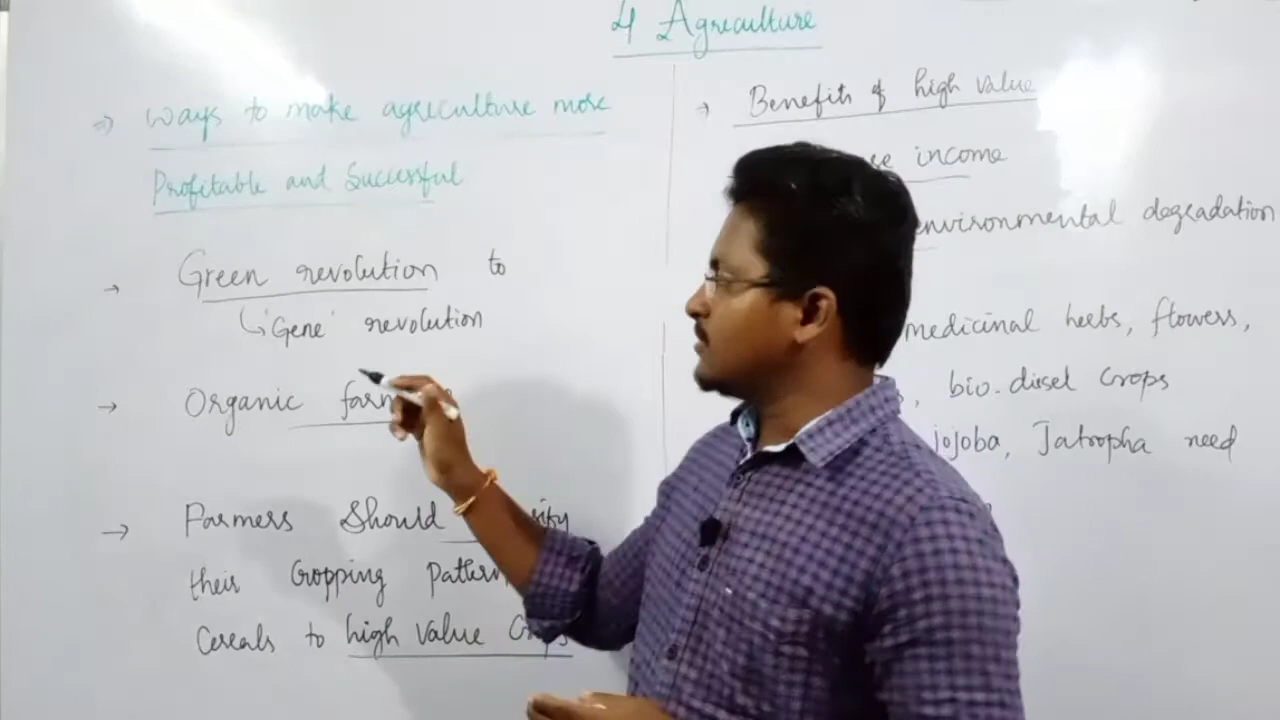 4 Agriculture
⇒ Ways to make agriculture more
Profitable and Successful
→ Green revolution to
↳ 'Gene' revolution
→ Organic
→ Farmers Should
their Cropping
Cereals to high value
→ Benefits of high value
income
environmental degradation
medicinal herbs, flowers,
, bio-diesel crops
jojoba, Jatropha need